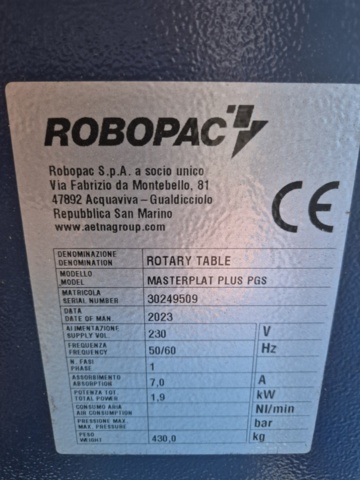 ROBOPAC
Robopac S.p.A. a socio unico
Via Fabrizio da Montebello, 81
47892 Acquaviva – Gualdicciolo
Repubblica San Marino
www.aetnagroup.com
CE
DENOMINAZIONE
DENOMINATION ROTARY TABLE
MODELLO
MODEL MASTERPLAT PLUS PGS
MATRICOLA
SERIAL NUMBER 30249509
DATA
DATE OF MAN. 2023
ALIMENTAZIONE
SUPPLY VOL. 230 V
FREQUENZA
FREQUENCY 50/60 Hz
N. FASI
PHASE 1
ASSORBIMENTO
ABSORPTION 7,0 A
POTENZA TOT.
TOTAL POWER 1,9 kW
CONSUMO ARIA
AIR CONSUMPTION Nl/min
PRESSIONE MAX.
MAX. PRESSURE bar
PESO
WEIGHT 430,0 kg